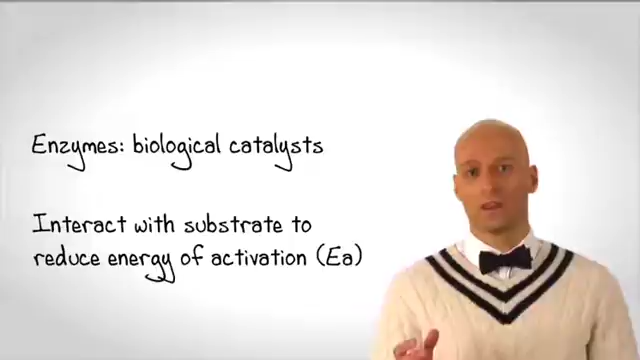 Enzymes: biological catalysts
Interact with substrate to
reduce energy of activation (Ea)